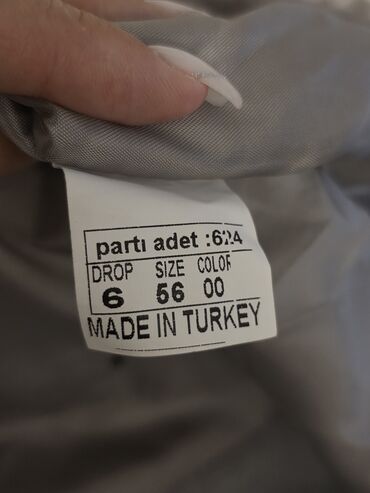 partı adet :624
DROP SIZE COLOR
6 56 00
MADE IN TURKEY